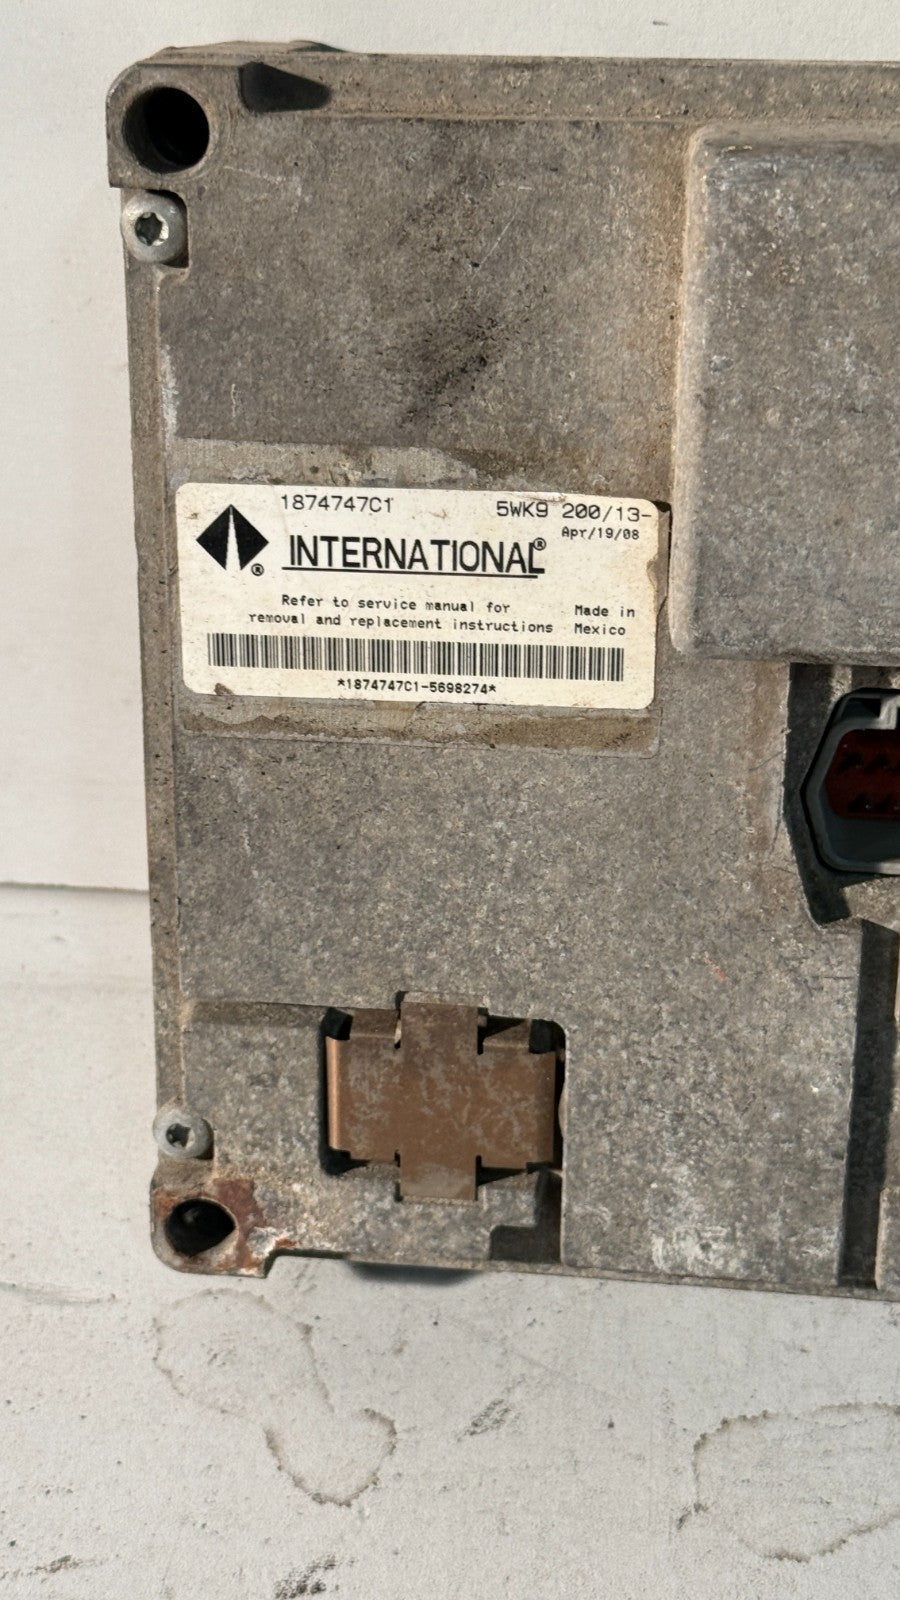 1874747C1 5WK9 200/13-
Apr/19/08
INTERNATIONAL®
®
Refer to service manual for Made in
removal and replacement instructions Mexico
*1874747C1-5698274*